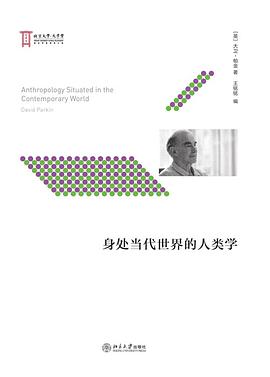 北京大学·大学堂
[英] 大卫·帕金 著
王铭铭 编
Anthropology Situated in the
Contemporary World
David Parkin
身处当代世界的人类学
北京大学出版社